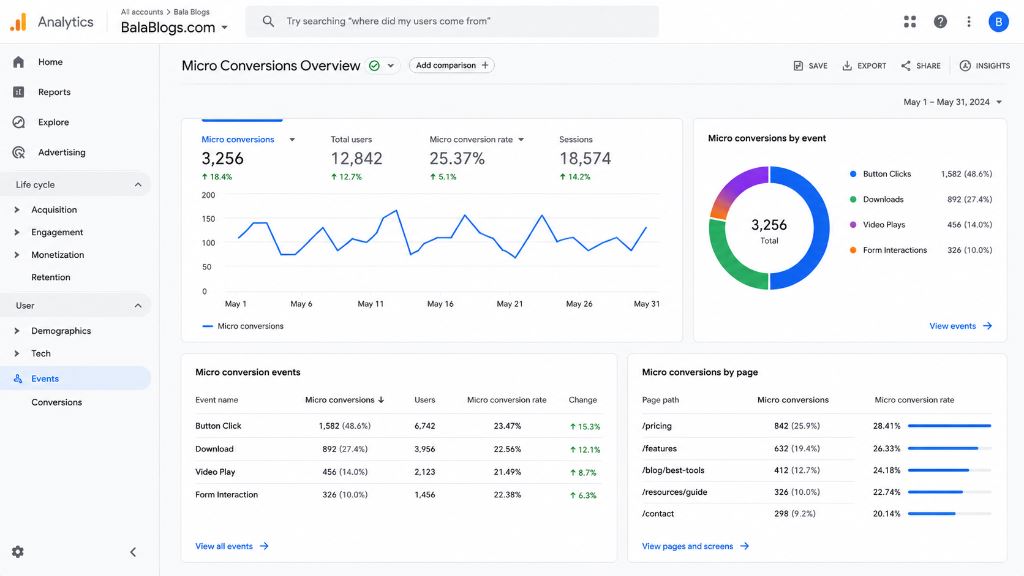 Analytics
All accounts > Bala Blogs
BalaBlogs.com
Try searching "where did my users come from"
B
Home
Reports
Explore
Advertising
Life cycle
Acquisition
Engagement
Monetization
Retention
User
Demographics
Tech
Events
Conversions
Micro Conversions Overview
Add comparison +
SAVE
EXPORT
SHARE
INSIGHTS
May 1 – May 31, 2024
Micro conversions
3,256
↑ 18.4%
Total users
12,842
↑ 12.7%
Micro conversion rate
25.37%
↑ 5.1%
Sessions
18,574
↑ 14.2%
200
150
100
50
0
May 1 May 6 May 11 May 16 May 21 May 26 May 31
Micro conversions
Micro conversions by event
3,256
Total
Button Clicks 1,582 (48.6%)
Downloads 892 (27.4%)
Video Plays 456 (14.0%)
Form Interactions 326 (10.0%)
View events →
Micro conversion events
Event name Micro conversions ↓ Users Micro conversion rate Change
Button Click 1,582 (48.6%) 6,742 23.47% ↑ 15.3%
Download 892 (27.4%) 3,956 22.56% ↑ 12.1%
Video Play 456 (14.0%) 2,123 21.49% ↑ 8.7%
Form Interaction 326 (10.0%) 1,456 22.38% ↑ 6.3%
View all events →
Micro conversions by page
Page path Micro conversions Micro conversion rate
/pricing 842 (25.9%) 28.41%
/features 632 (19.4%) 26.33%
/blog/best-tools 412 (12.7%) 24.18%
/resources/guide 326 (10.0%) 22.74%
/contact 298 (9.2%) 20.14%
View pages and screens →